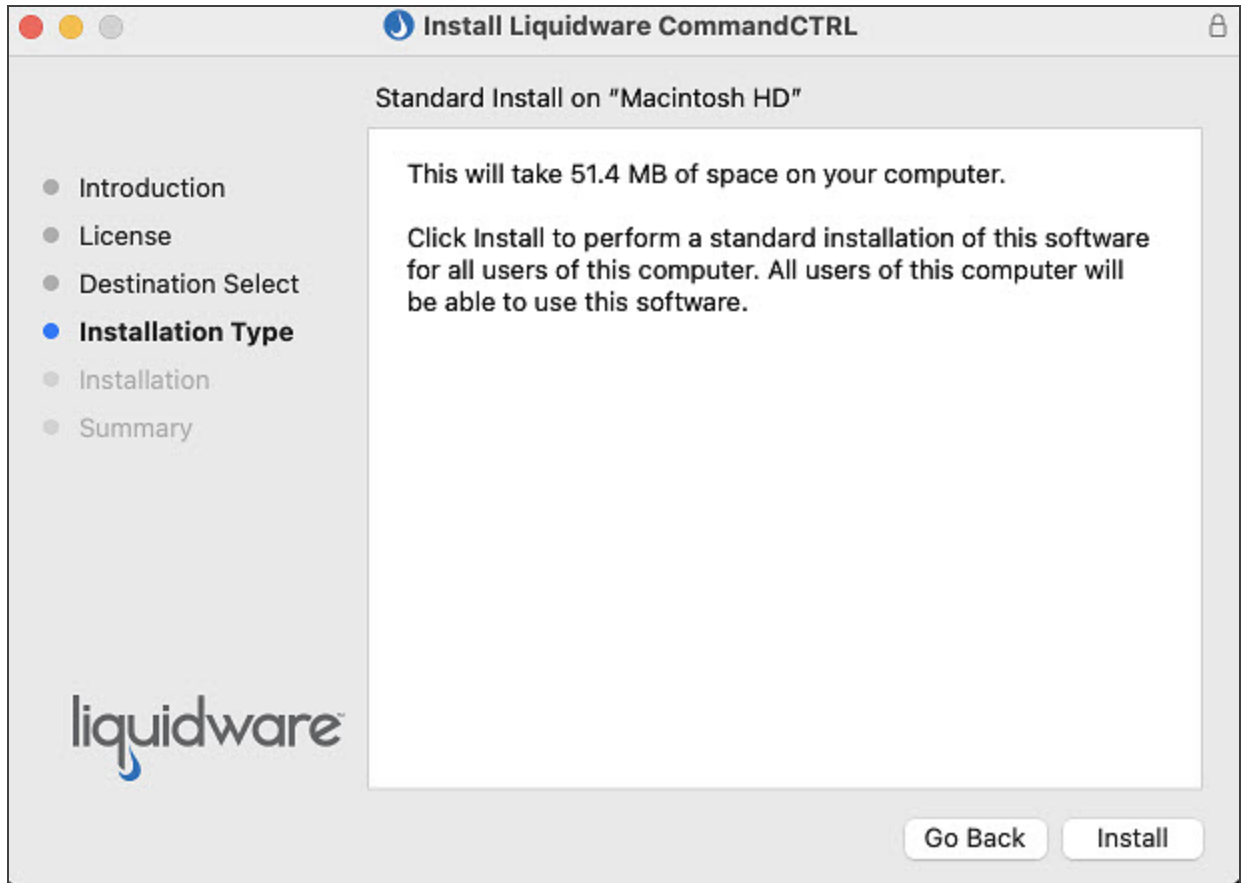 Install Liquidware CommandCTRL
Standard Install on "Macintosh HD"
Introduction
License
Destination Select
Installation Type
Installation
Summary
This will take 51.4 MB of space on your computer.
Click Install to perform a standard installation of this software
for all users of this computer. All users of this computer will
be able to use this software.
liquidware™
Go Back
Install